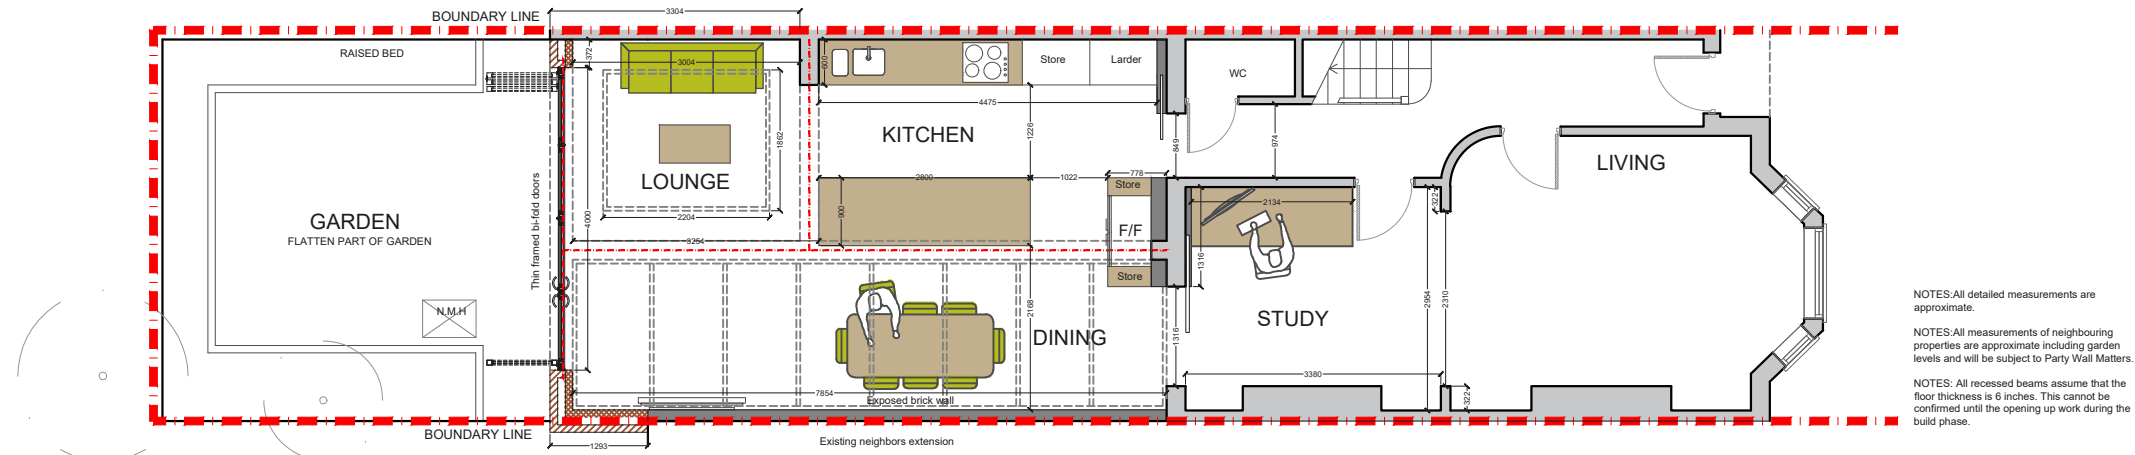 BOUNDARY LINE
3304
RAISED BED
372
3004
600
Store
Larder
WC
4475
KITCHEN
1226
849
974
1862
LOUNGE
LIVING
Thin framed bi-fold doors
GARDEN
FLATTEN PART OF GARDEN
4000
2204
3254
2800
900
1022
778
Store
F/F
Store
2134
322
1316
N.M.H
2168
DINING
STUDY
1316
2954
2310
3380
322
7854
Exposed brick wall
BOUNDARY LINE
1293
Existing neighbors extension
NOTES:All detailed measurements are
approximate.
NOTES:All measurements of neighbouring
properties are approximate including garden
levels and will be subject to Party Wall Matters.
NOTES: All recessed beams assume that the
floor thickness is 6 inches. This cannot be
confirmed until the opening up work during the
build phase.